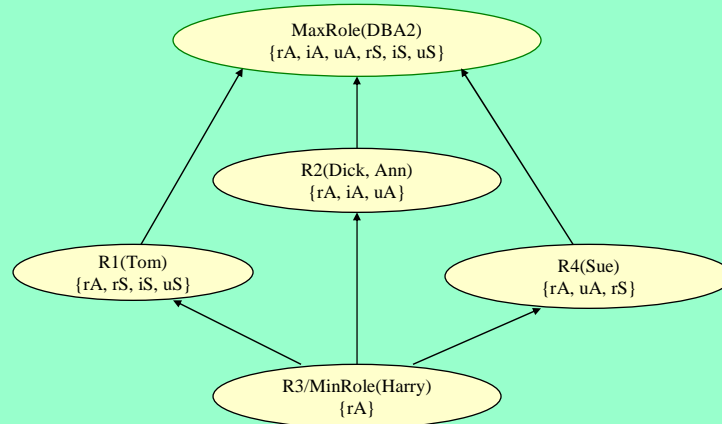 MaxRole(DBA2)
{rA, iA, uA, rS, iS, uS}
R2(Dick, Ann)
{rA, iA, uA}
R1(Tom)
{rA, rS, iS, uS}
R4(Sue)
{rA, uA, rS}
R3/MinRole(Harry)
{rA}